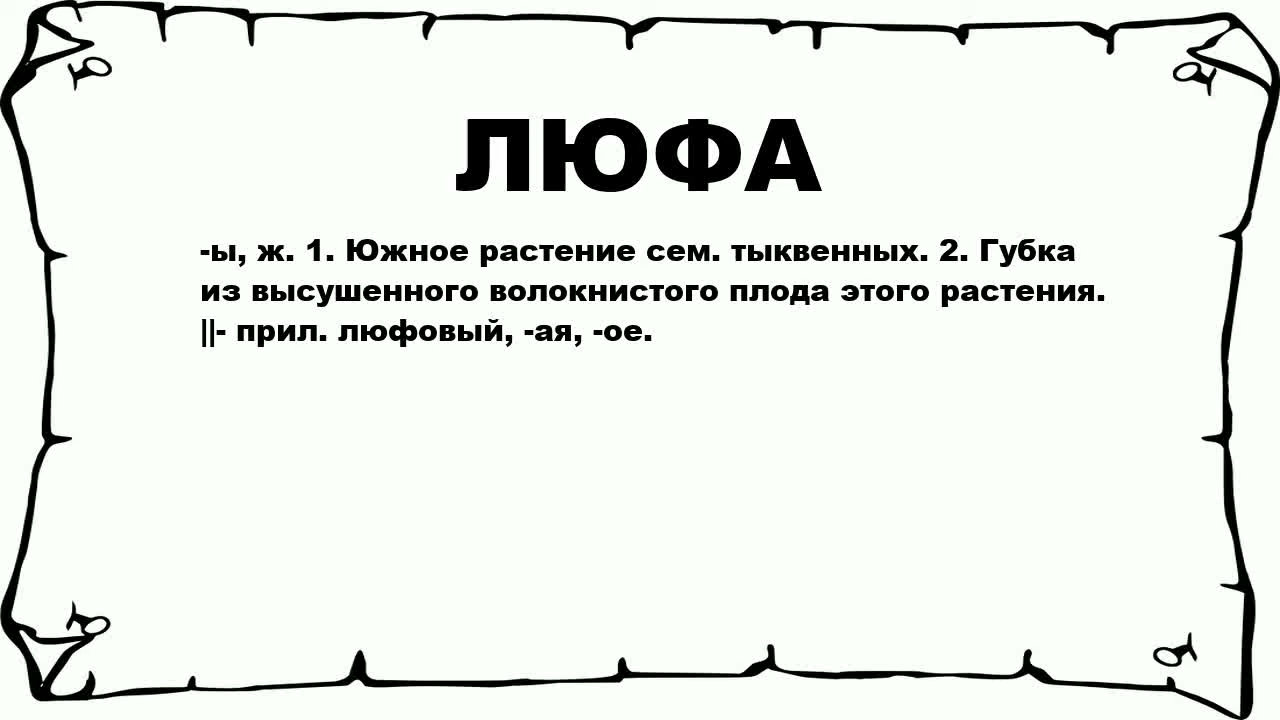 ЛЮФА
-ы, ж. 1. Южное растение сем. тыквенных. 2. Губка
из высушенного волокнистого плода этого растения.
||- прил. люфовый, -ая, -ое.